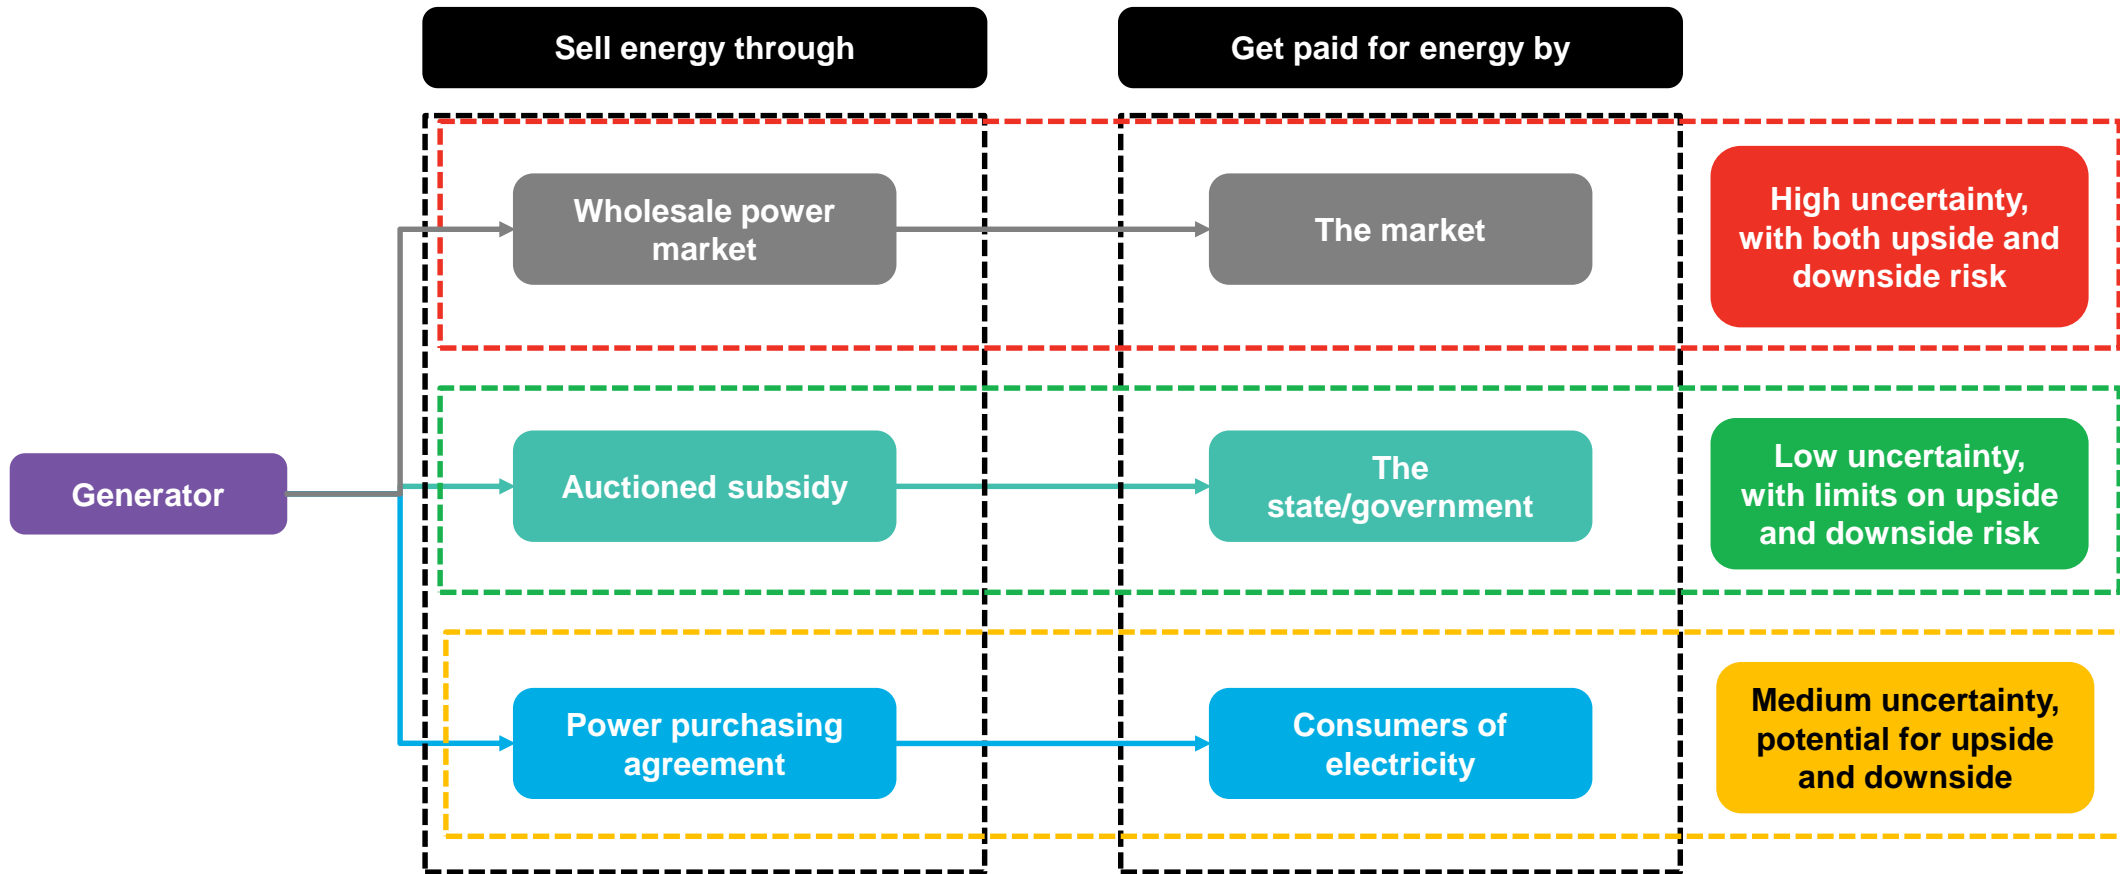 Sell energy through
Get paid for energy by
Wholesale power
market
The market
High uncertainty,
with both upside and
downside risk
Generator
Auctioned subsidy
The
state/government
Low uncertainty,
with limits on upside
and downside risk
Power purchasing
agreement
Consumers of
electricity
Medium uncertainty,
potential for upside
and downside